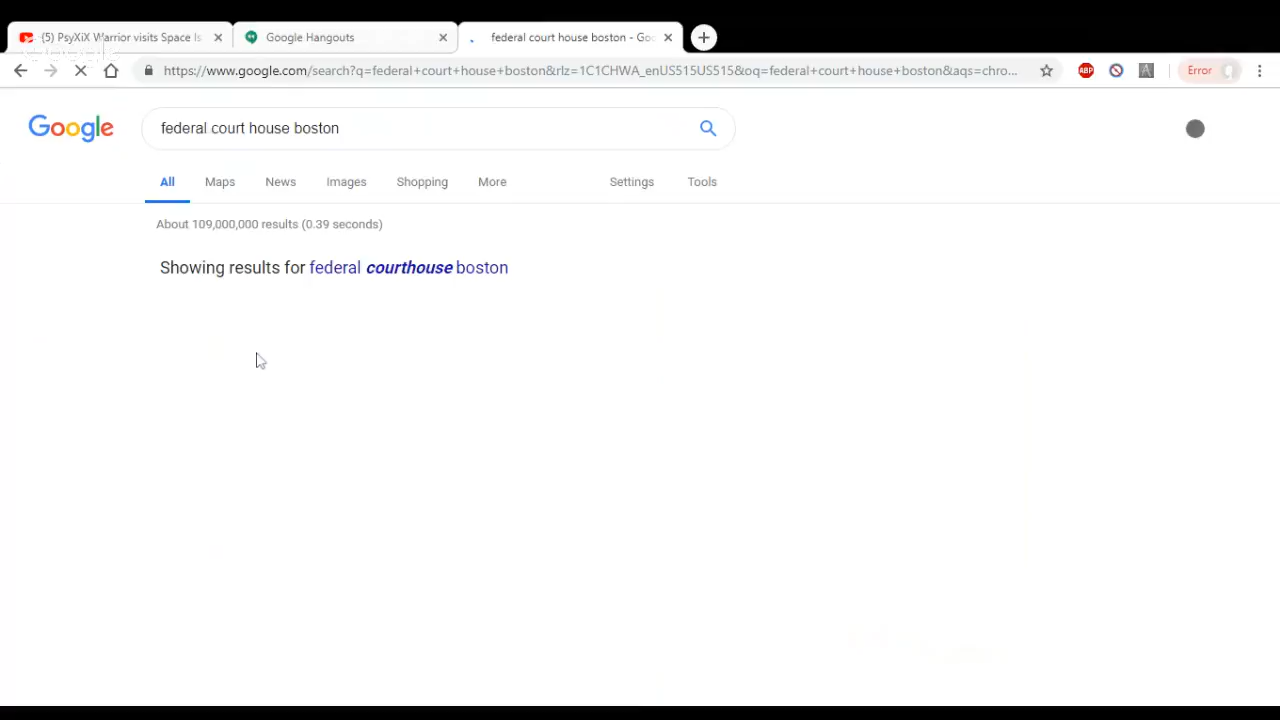 (5) PsyXiX Warrior visits Space Is
Google Hangouts
federal court house boston - Goo
https://www.google.com/search?q=federal+court+house+boston&rlz=1C1CHWA_enUS515US515&oq=federal+court+house+boston&aqs=chro...
ABP
Error
Google
federal court house boston
All
Maps
News
Images
Shopping
More
Settings
Tools
About 109,000,000 results (0.39 seconds)
Showing results for federal courthouse boston